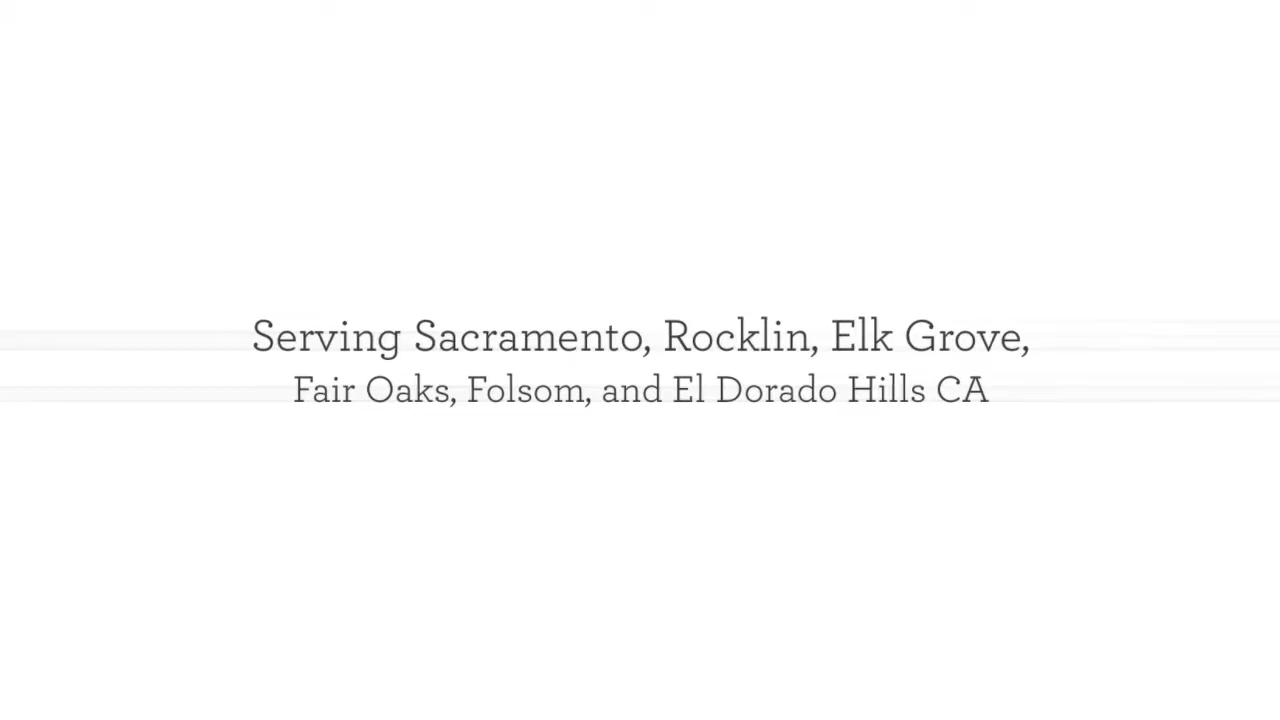 Serving Sacramento, Rocklin, Elk Grove,
Fair Oaks, Folsom, and El Dorado Hills CA